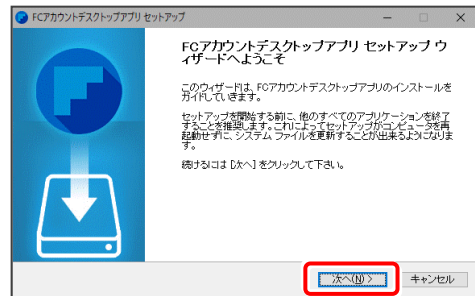 FCアカウントデスクトップアプリ セットアップ
FCアカウントデスクトップアプリ セットアップ ウ
ィザードへようこそ
このウィザードは、FCアカウントデスクトップアプリのインストールを
ガイドしていきます。
セットアップを開始する前に、他のすべてのアプリケーションを終了
することを推奨します。これによってセットアップがコンピュータを再
起動せずに、システム ファイルを更新することが出来るようになりま
す。
続けるには [次へ] をクリックして下さい。
次へ(N) >
キャンセル